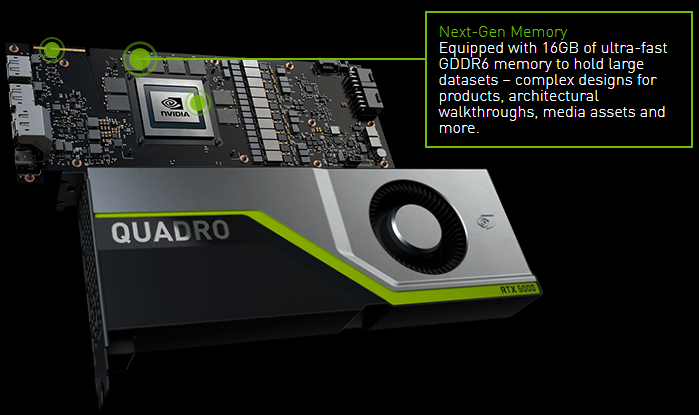 Next-Gen Memory
Equipped with 16GB of ultra-fast
GDDR6 memory to hold large
datasets – complex designs for
products, architectural
walkthroughs, media assets and
more.
NVIDIA
QUADRO
RTX 5000